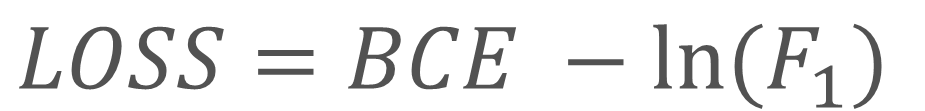 LOSS = BCE − ln(F₁)